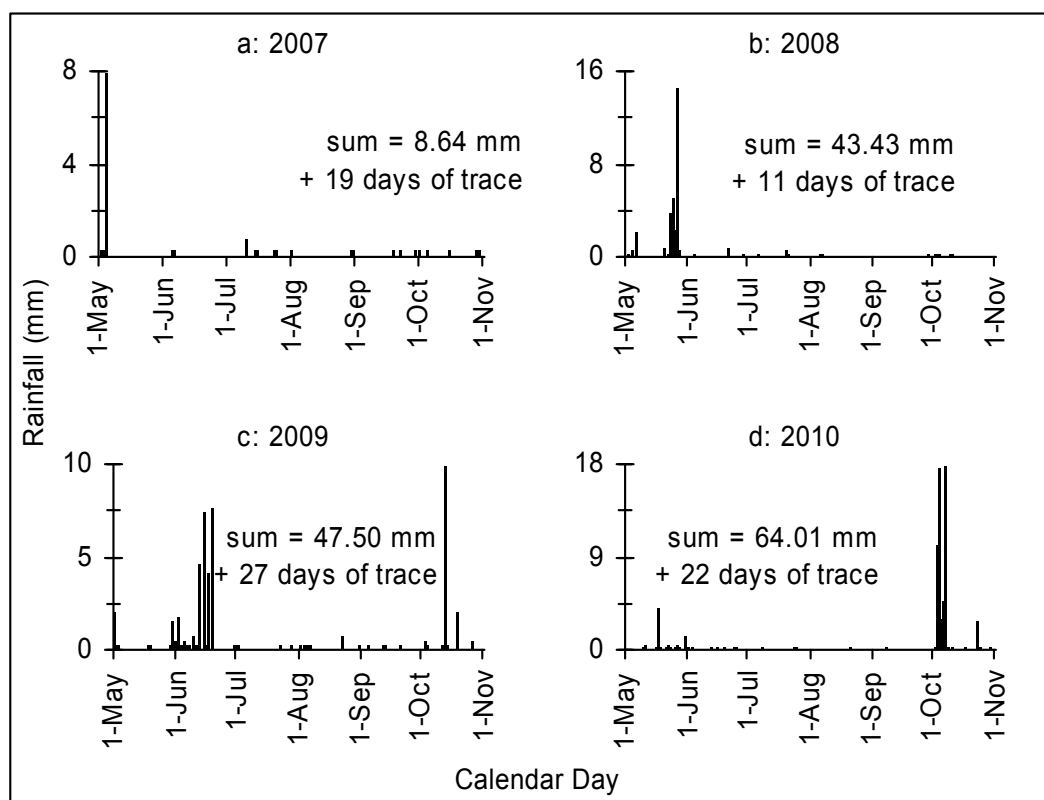 a: 2007
8
4
0
sum = 8.64 mm
+ 19 days of trace
1-May
1-Jun
1-Jul
1-Aug
1-Sep
1-Oct
1-Nov
b: 2008
16
8
0
sum = 43.43 mm
+ 11 days of trace
1-May
1-Jun
1-Jul
1-Aug
1-Sep
1-Oct
1-Nov
Rainfall (mm)
c: 2009
10
5
0
sum = 47.50 mm
+ 27 days of trace
1-May
1-Jun
1-Jul
1-Aug
1-Sep
1-Oct
1-Nov
d: 2010
18
9
0
sum = 64.01 mm
+ 22 days of trace
1-May
1-Jun
1-Jul
1-Aug
1-Sep
1-Oct
1-Nov
Calendar Day